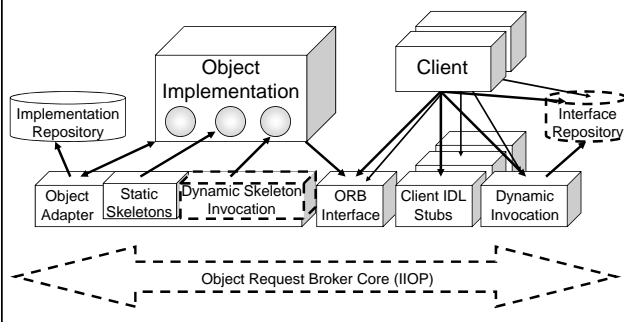 Object
Implementation
Client
Implementation
Repository
Interface
Repository
Object
Adapter
Static
Skeletons
Dynamic Skeleton
Invocation
ORB
Interface
Client IDL
Stubs
Dynamic
Invocation
Object Request Broker Core (IIOP)